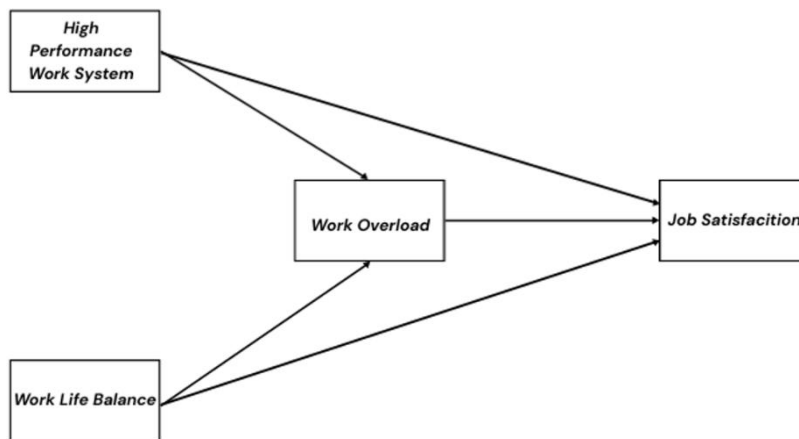 High
Performance
Work System
Work Overload
Job Satisfacition
Work Life Balance